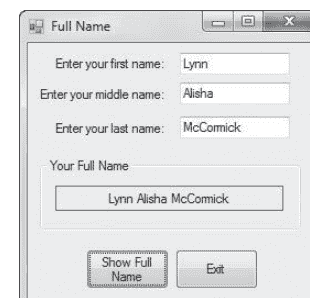 Full Name
Enter your first name: Lynn
Enter your middle name: Alisha
Enter your last name: McCormick
Your Full Name
Lynn Alisha McCormick
Show Full
Name
Exit